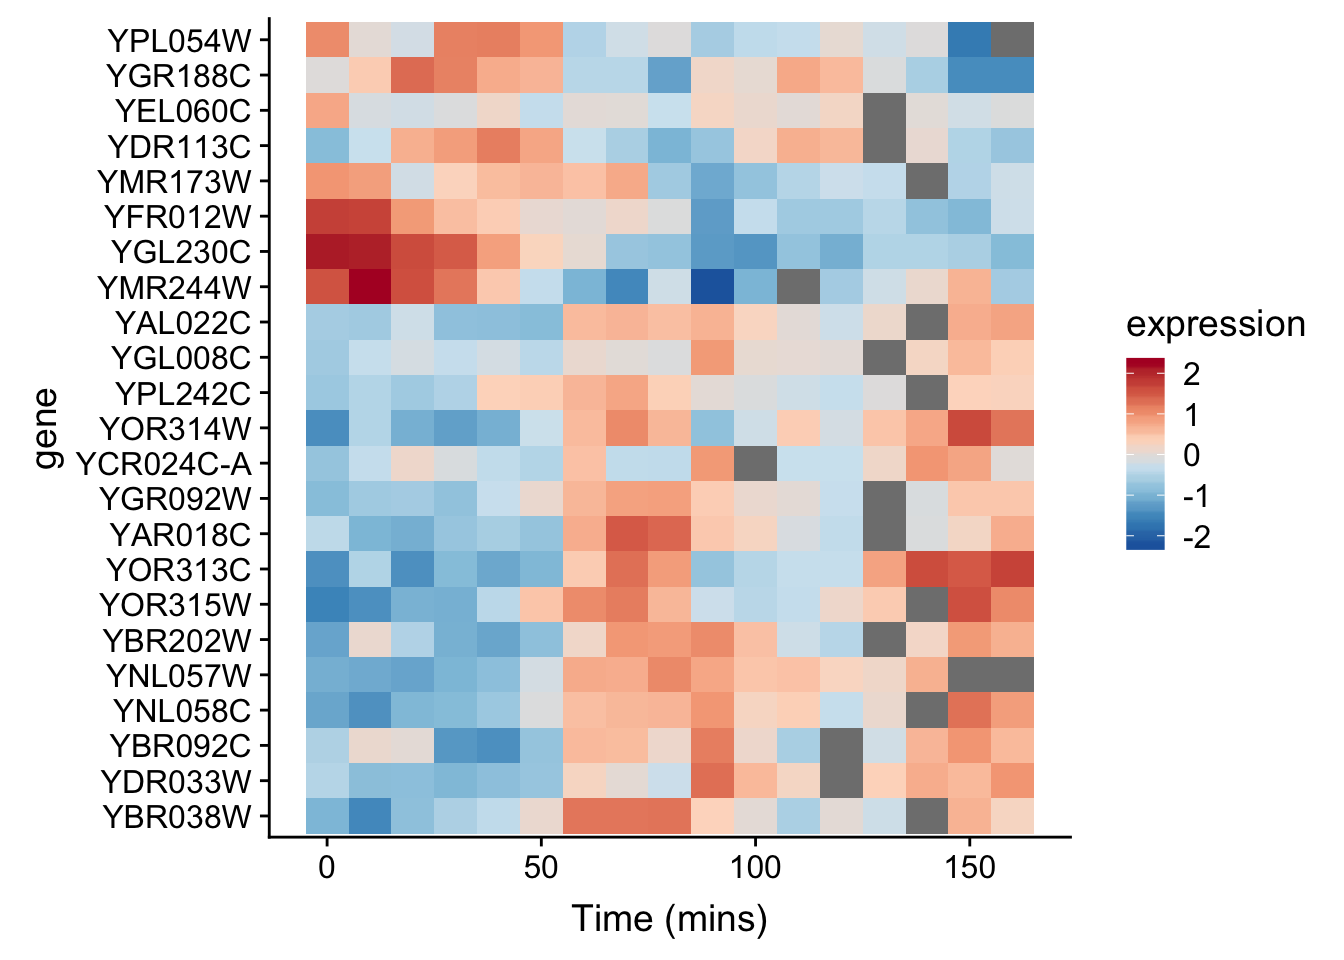 YPL054W
YGR188C
YEL060C
YDR113C
YMR173W
YFR012W
YGL230C
YMR244W
YAL022C
YGL008C
YPL242C
YOR314W
YCR024C-A
YGR092W
YAR018C
YOR313C
YOR315W
YBR202W
YNL057W
YNL058C
YBR092C
YDR033W
YBR038W
gene
0 50 100 150
Time (mins)
expression
2
1
0
-1
-2